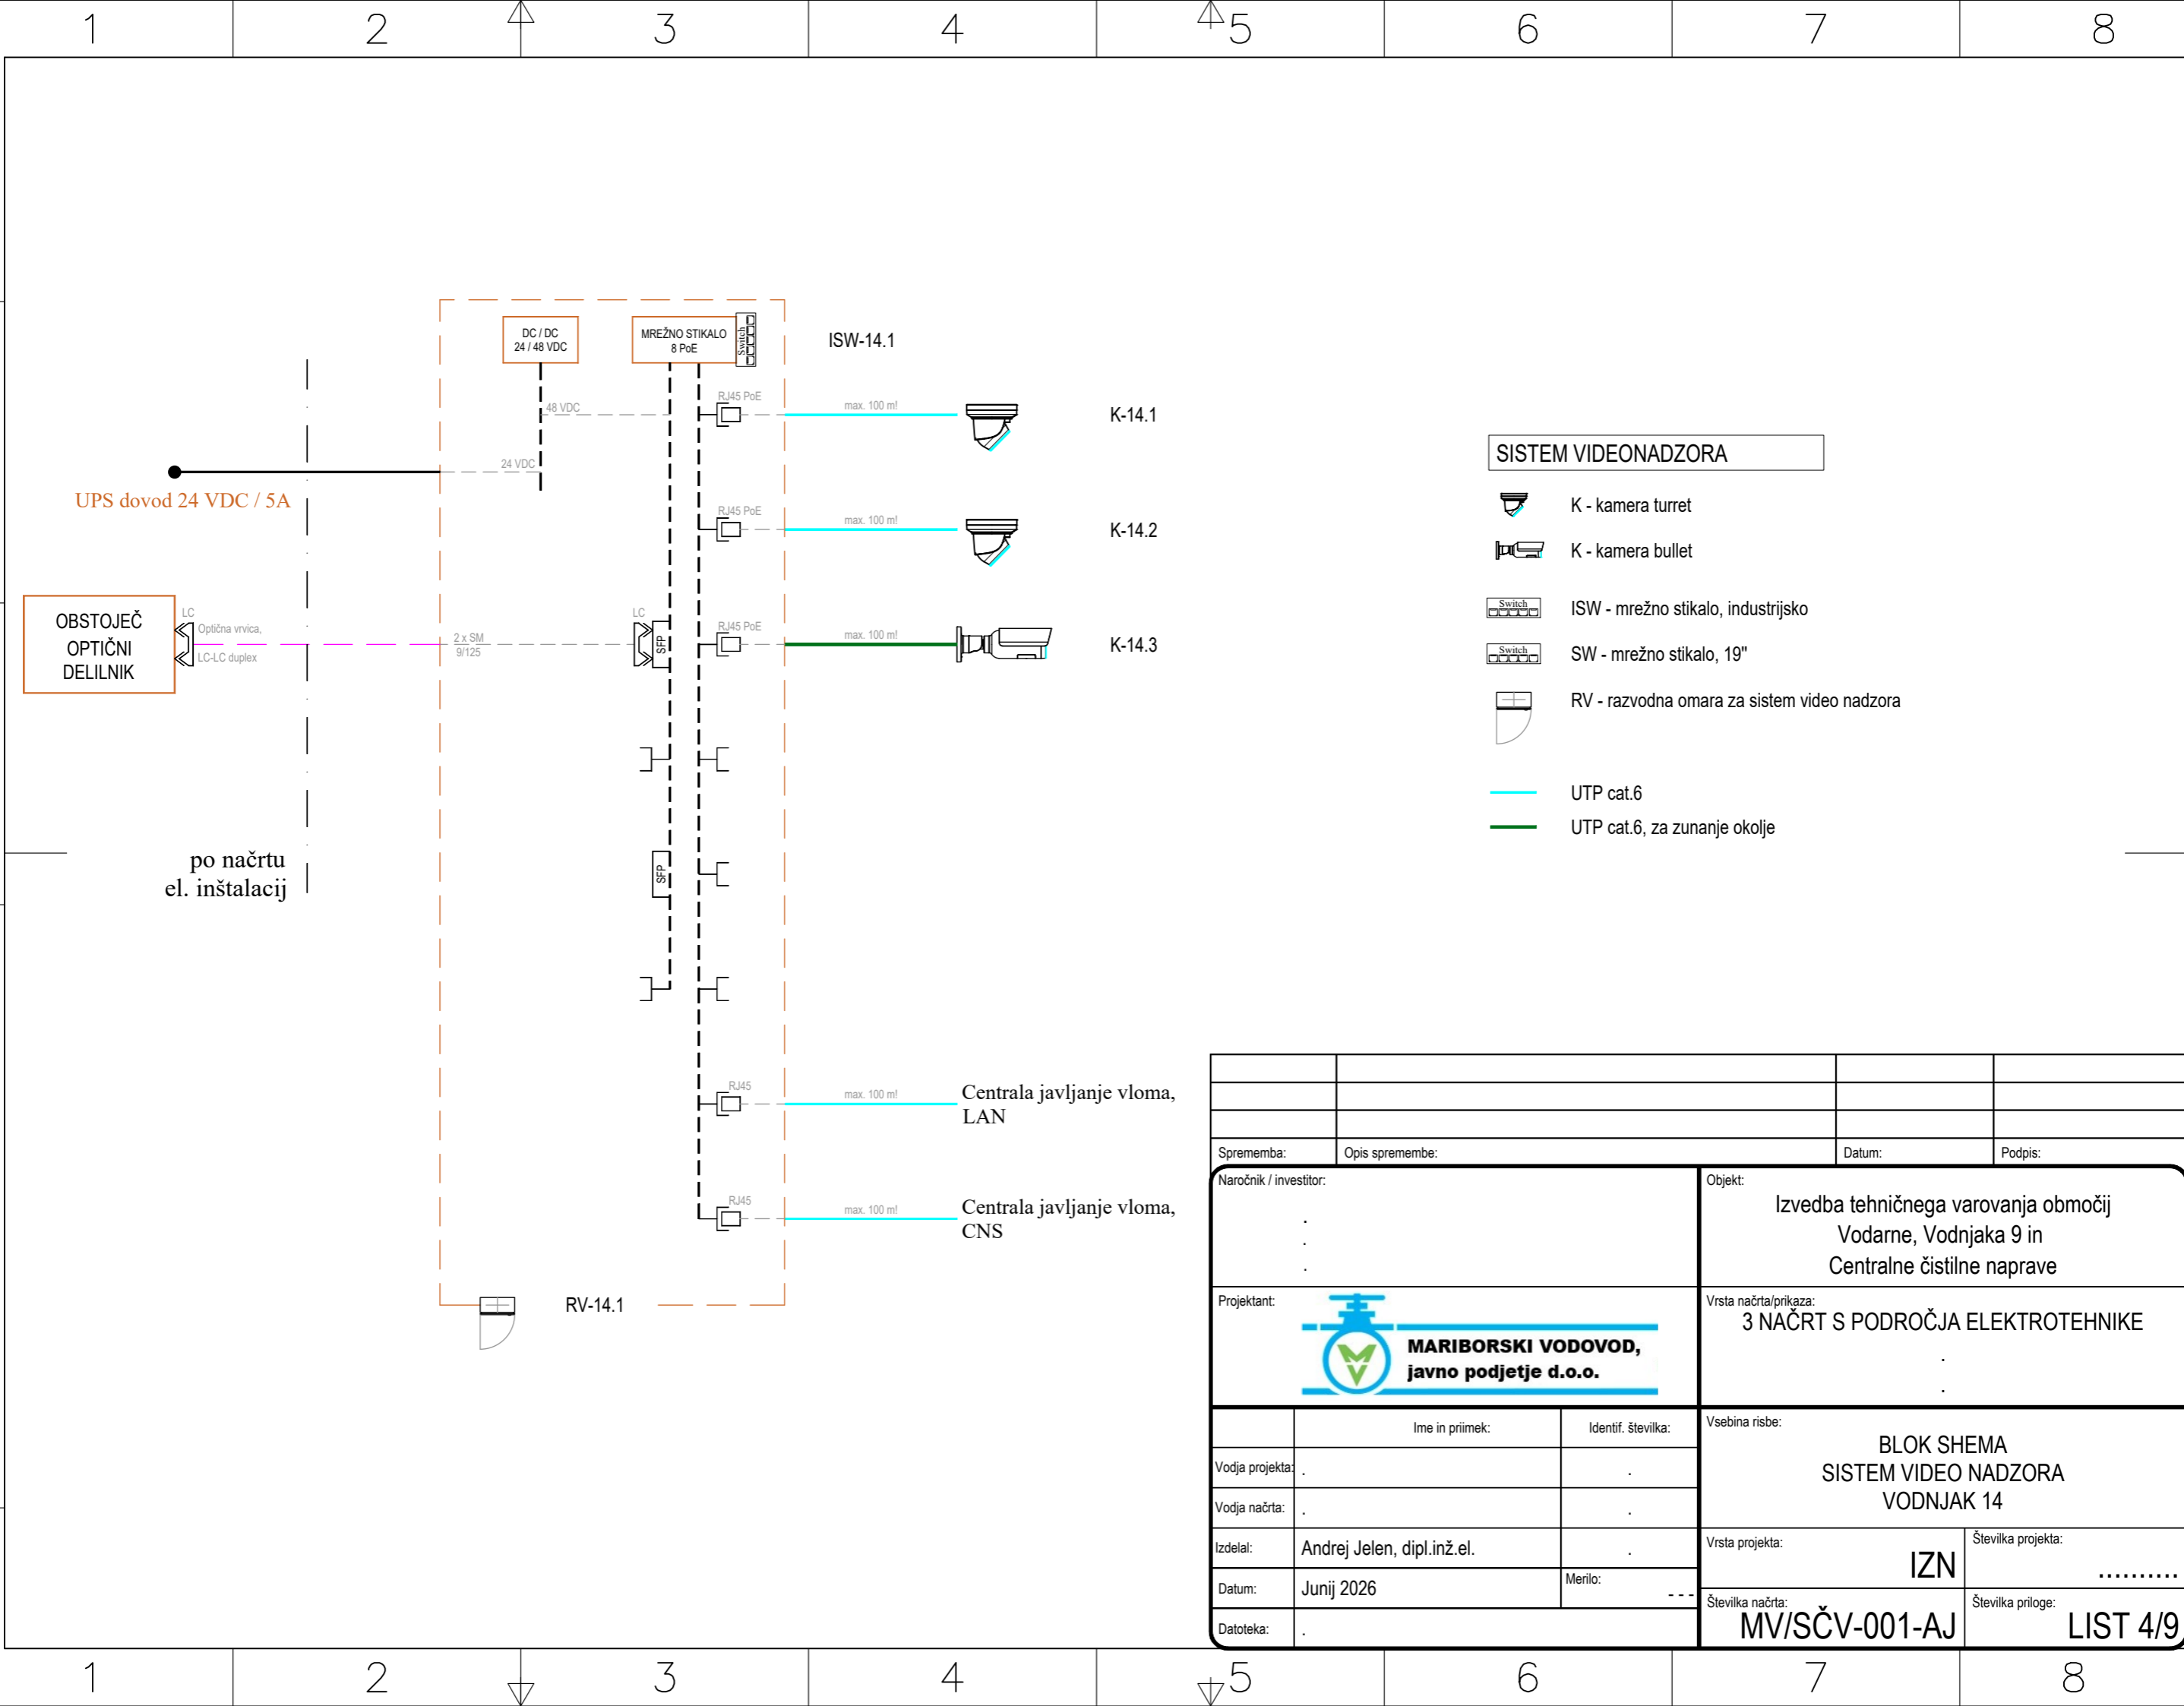 1 2 3 4 5 6 7 8
DC / DC
24 / 48 VDC
MREŽNO STIKALO
8 PoE
Switch
ISW-14.1
48 VDC
RJ45 PoE
max. 100 m!
K-14.1
24 VDC
UPS dovod 24 VDC / 5A
RJ45 PoE
max. 100 m!
K-14.2
OBSTOJEČ
OPTIČNI
DELILNIK
LC
Optična vrvica,
LC-LC duplex
2 x SM
9/125
LC
SFP
RJ45 PoE
max. 100 m!
K-14.3
po načrtu
el. inštalacij
SFP
RJ45
max. 100 m!
Centrala javljanje vloma,
LAN
RJ45
max. 100 m!
Centrala javljanje vloma,
CNS
RV-14.1
SISTEM VIDEONADZORA
K - kamera turret
K - kamera bullet
Switch
ISW - mrežno stikalo, industrijsko
Switch
SW - mrežno stikalo, 19"
RV - razvodna omara za sistem video nadzora
UTP cat.6
UTP cat.6, za zunanje okolje
Sprememba: Opis spremembe: Datum: Podpis:
Naročnik / investitor:
.
.
.
Objekt:
Izvedba tehničnega varovanja območij
Vodarne, Vodnjaka 9 in
Centralne čistilne naprave
Projektant:
MARIBORSKI VODOVOD,
javno podjetje d.o.o.
Vrsta načrta/prikaza:
3 NAČRT S PODROČJA ELEKTROTEHNIKE
.
.
Ime in priimek: Identif. številka:
Vodja projekta: . .
Vodja načrta: . .
Izdelal: Andrej Jelen, dipl.inž.el. .
Datum: Junij 2026 Merilo: - - -
Datoteka: .
Vsebina risbe:
BLOK SHEMA
SISTEM VIDEO NADZORA
VODNJAK 14
Vrsta projekta: IZN
Številka projekta: ..........
Številka načrta: MV/SČV-001-AJ
Številka priloge: LIST 4/9
1 2 3 4 5 6 7 8